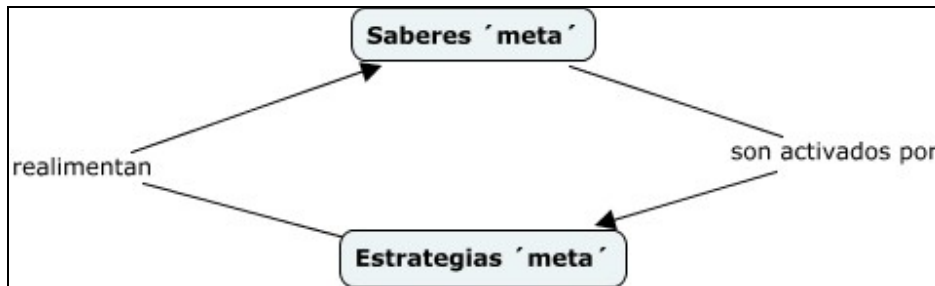 Saberes ´meta´
realimentan
son activados por
Estrategias ´meta´